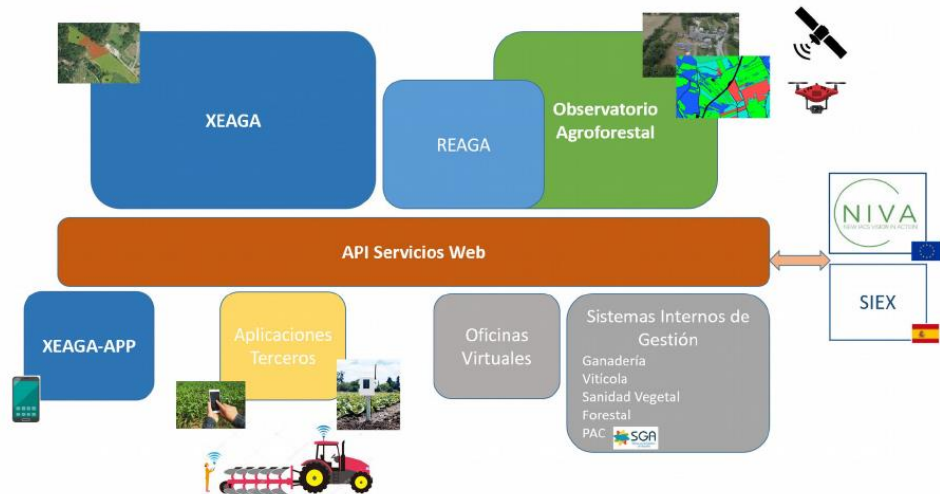 XEAGA
REAGA
Observatorio
Agroforestal
API Servicios Web
NIVA
NEW IACS VISION IN ACTION
SIEX
XEAGA-APP
Aplicaciones
Terceros
Oficinas
Virtuales
Sistemas Internos de
Gestión
Ganadería
Vitícola
Sanidad Vegetal
Forestal
PAC
SGA